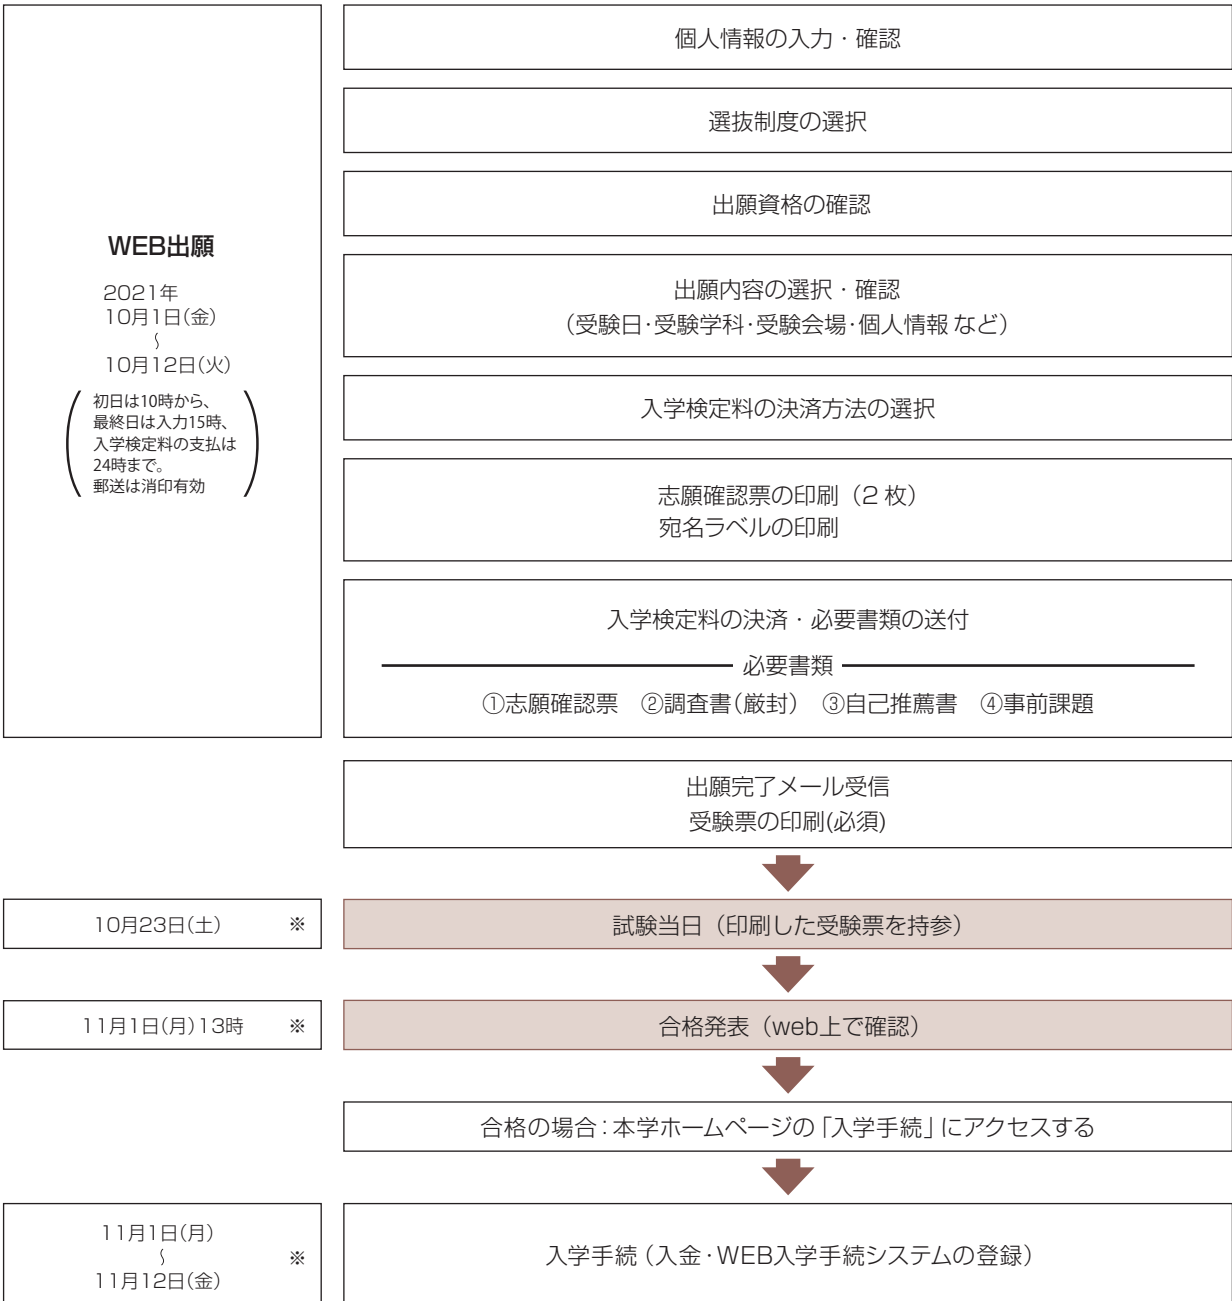 WEB出願
2021年
10月1日(金)
〜
10月12日(火)
初日は10時から、
最終日は入力15時、
入学検定料の支払は
24時まで。
郵送は消印有効
個人情報の入力・確認
選抜制度の選択
出願資格の確認
出願内容の選択・確認
(受験日・受験学科・受験会場・個人情報 など)
入学検定料の決済方法の選択
志願確認票の印刷（2 枚）
宛名ラベルの印刷
入学検定料の決済・必要書類の送付
必要書類
①志願確認票　②調査書(厳封)　③自己推薦書　④事前課題
出願完了メール受信
受験票の印刷(必須)
10月23日(土)　※
試験当日（印刷した受験票を持参）
11月1日(月)13時　※
合格発表（web上で確認）
合格の場合：本学ホームページの「入学手続」にアクセスする
11月1日(月)
〜　※
11月12日(金)
入学手続（入金・WEB入学手続システムの登録）